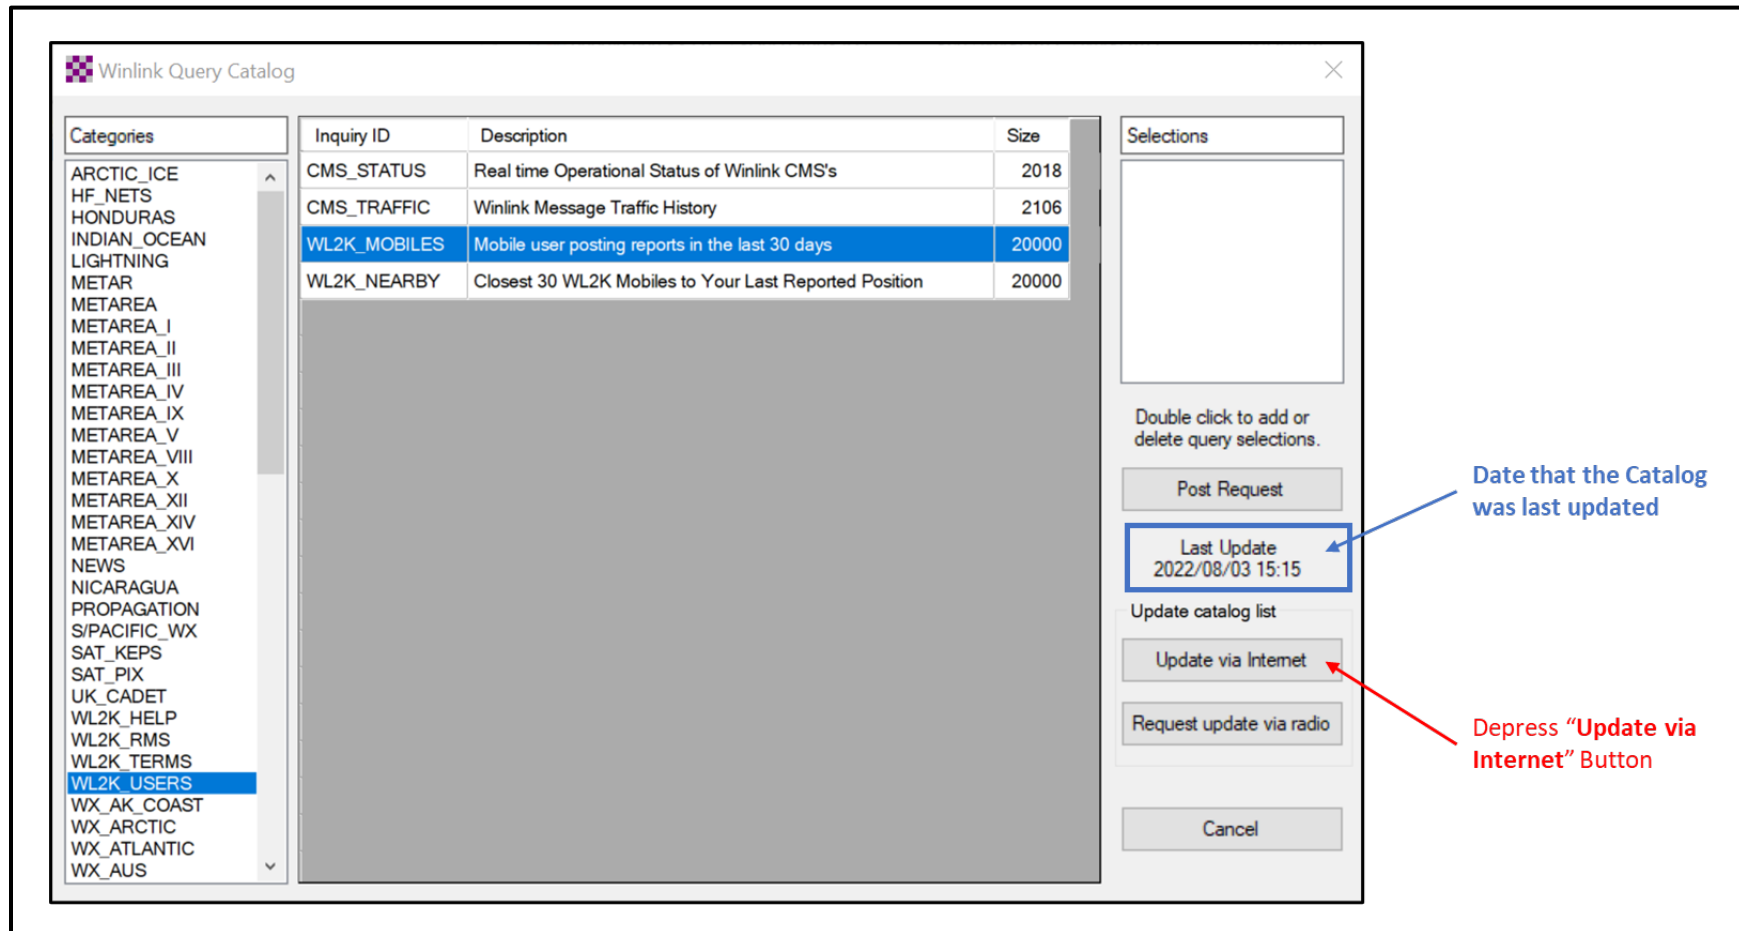 Winlink Query Catalog
Categories
ARCTIC_ICE
HF_NETS
HONDURAS
INDIAN_OCEAN
LIGHTNING
METAR
METAREA
METAREA_I
METAREA_II
METAREA_III
METAREA_IV
METAREA_IX
METAREA_V
METAREA_VIII
METAREA_X
METAREA_XII
METAREA_XIV
METAREA_XVI
NEWS
NICARAGUA
PROPAGATION
S/PACIFIC_WX
SAT_KEPS
SAT_PIX
UK_CADET
WL2K_HELP
WL2K_RMS
WL2K_TERMS
WL2K_USERS
WX_AK_COAST
WX_ARCTIC
WX_ATLANTIC
WX_AUS
Inquiry ID Description Size
CMS_STATUS Real time Operational Status of Winlink CMS's 2018
CMS_TRAFFIC Winlink Message Traffic History 2106
WL2K_MOBILES Mobile user posting reports in the last 30 days 20000
WL2K_NEARBY Closest 30 WL2K Mobiles to Your Last Reported Position 20000
Selections
Double click to add or
delete query selections.
Post Request
Last Update
2022/08/03 15:15
Update catalog list
Update via Internet
Request update via radio
Cancel
Date that the Catalog
was last updated
Depress “Update via
Internet” Button